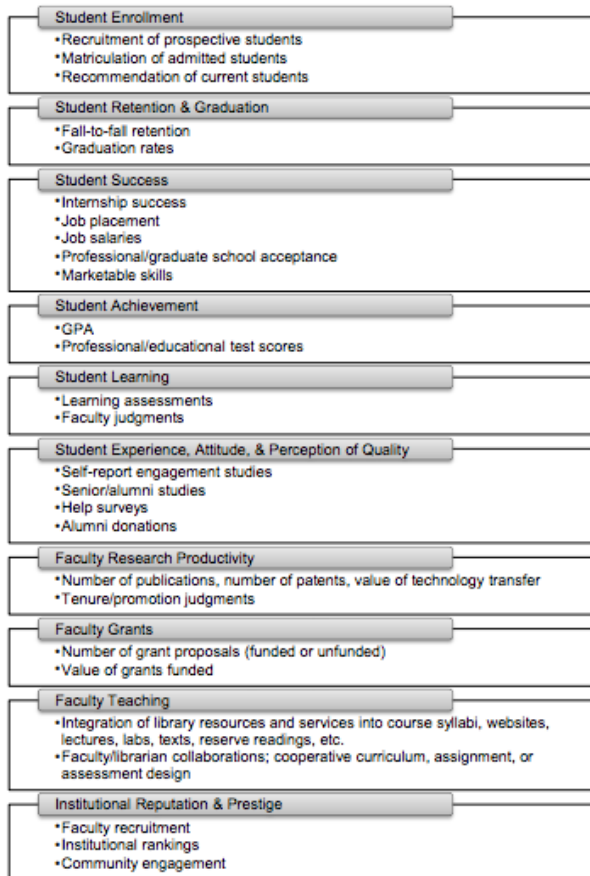 Student Enrollment
•Recruitment of prospective students
•Matriculation of admitted students
•Recommendation of current students
Student Retention & Graduation
•Fall-to-fall retention
•Graduation rates
Student Success
•Internship success
•Job placement
•Job salaries
•Professional/graduate school acceptance
•Marketable skills
Student Achievement
•GPA
•Professional/educational test scores
Student Learning
•Learning assessments
•Faculty judgments
Student Experience, Attitude, & Perception of Quality
•Self-report engagement studies
•Senior/alumni studies
•Help surveys
•Alumni donations
Faculty Research Productivity
•Number of publications, number of patents, value of technology transfer
•Tenure/promotion judgments
Faculty Grants
•Number of grant proposals (funded or unfunded)
•Value of grants funded
Faculty Teaching
•Integration of library resources and services into course syllabi, websites,
lectures, labs, texts, reserve readings, etc.
•Faculty/librarian collaborations; cooperative curriculum, assignment, or
assessment design
Institutional Reputation & Prestige
•Faculty recruitment
•Institutional rankings
•Community engagement